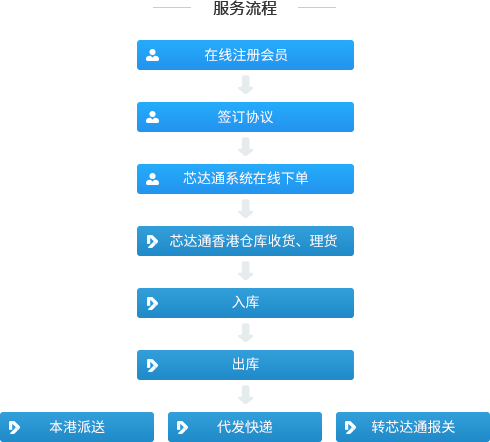 服务流程
在线注册会员
签订协议
芯达通系统在线下单
芯达通香港仓库收货、理货
入库
出库
本港派送
代发快递
转芯达通报关